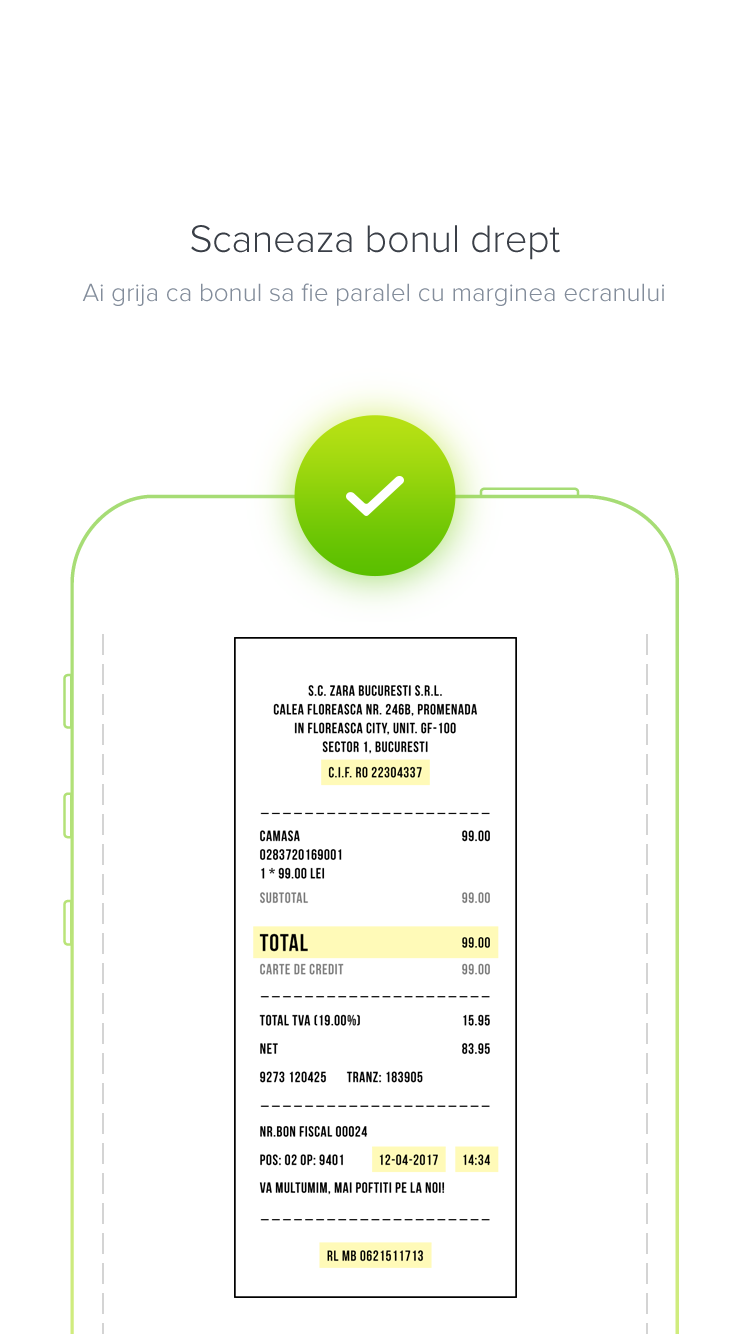 Scaneaza bonul drept
Ai grija ca bonul sa fie paralel cu marginea ecranului
S.C. ZARA BUCURESTI S.R.L.
CALEA FLOREASCA NR. 246B, PROMENADA
IN FLOREASCA CITY, UNIT. GF-100
SECTOR 1, BUCURESTI
C.I.F. RO 22304337
CAMASA 99.00
0283720169001
1 * 99.00 LEI
SUBTOTAL 99.00
TOTAL 99.00
CARTE DE CREDIT 99.00
TOTAL TVA (19.00%) 15.95
NET 83.95
9273 120425 TRANZ: 183905
NR.BON FISCAL 00024
POS: 02 OP: 9401 12-04-2017 14:34
VA MULTUMIM, MAI POFTITI PE LA NOI!
RL MB 0621511713